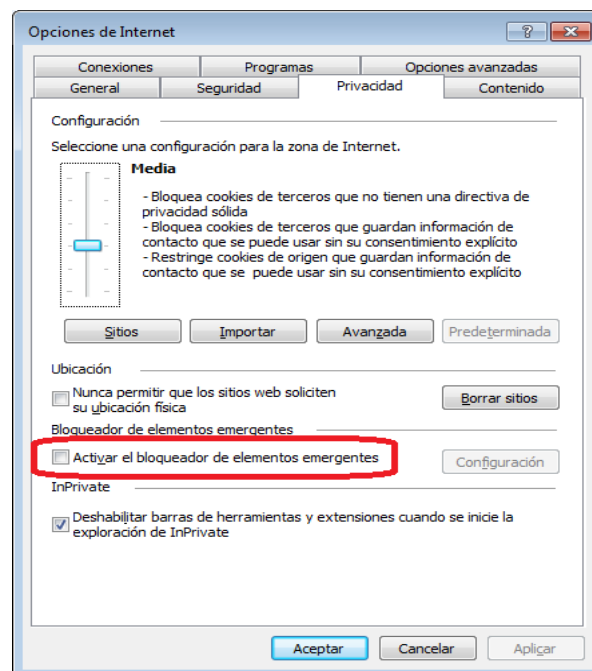 Opciones de Internet
Conexiones Programas Opciones avanzadas
General Seguridad Privacidad Contenido
Configuración
Seleccione una configuración para la zona de Internet.
Media
- Bloquea cookies de terceros que no tienen una directiva de
privacidad sólida
- Bloquea cookies de terceros que guardan información de
contacto que se puede usar sin su consentimiento explícito
- Restringe cookies de origen que guardan información de
contacto que se puede usar sin su consentimiento explícito
Sitios Importar Avanzada Predeterminada
Ubicación
Nunca permitir que los sitios web soliciten
su ubicación física
Borrar sitios
Bloqueador de elementos emergentes
Activar el bloqueador de elementos emergentes
Configuración
InPrivate
Deshabilitar barras de herramientas y extensiones cuando se inicie la
exploración de InPrivate
Aceptar Cancelar Aplicar